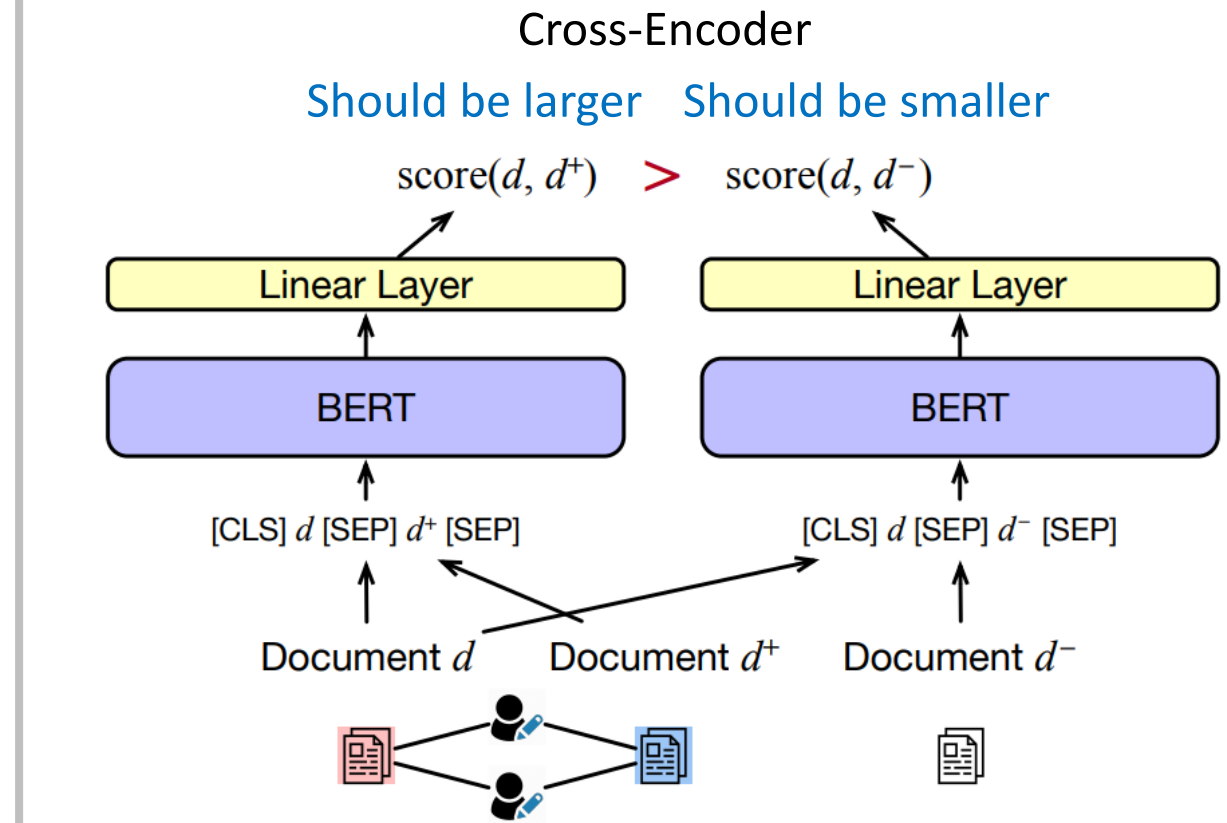 Cross-Encoder
Should be larger Should be smaller
score(d, d⁺) > score(d, d⁻)
Linear Layer Linear Layer
BERT BERT
[CLS] d [SEP] d⁺ [SEP] [CLS] d [SEP] d⁻ [SEP]
Document d Document d⁺ Document d⁻